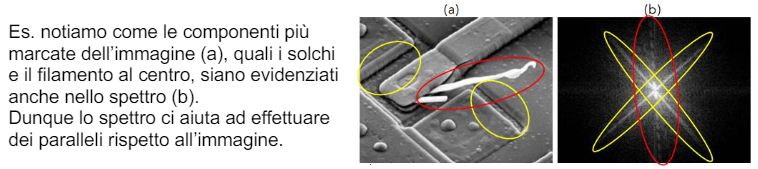 (a)
(b)
Es. notiamo come le componenti più
marcate dell'immagine (a), quali i solchi
e il filamento al centro, siano evidenziati
anche nello spettro (b).
Dunque lo spettro ci aiuta ad effettuare
dei paralleli rispetto all'immagine.